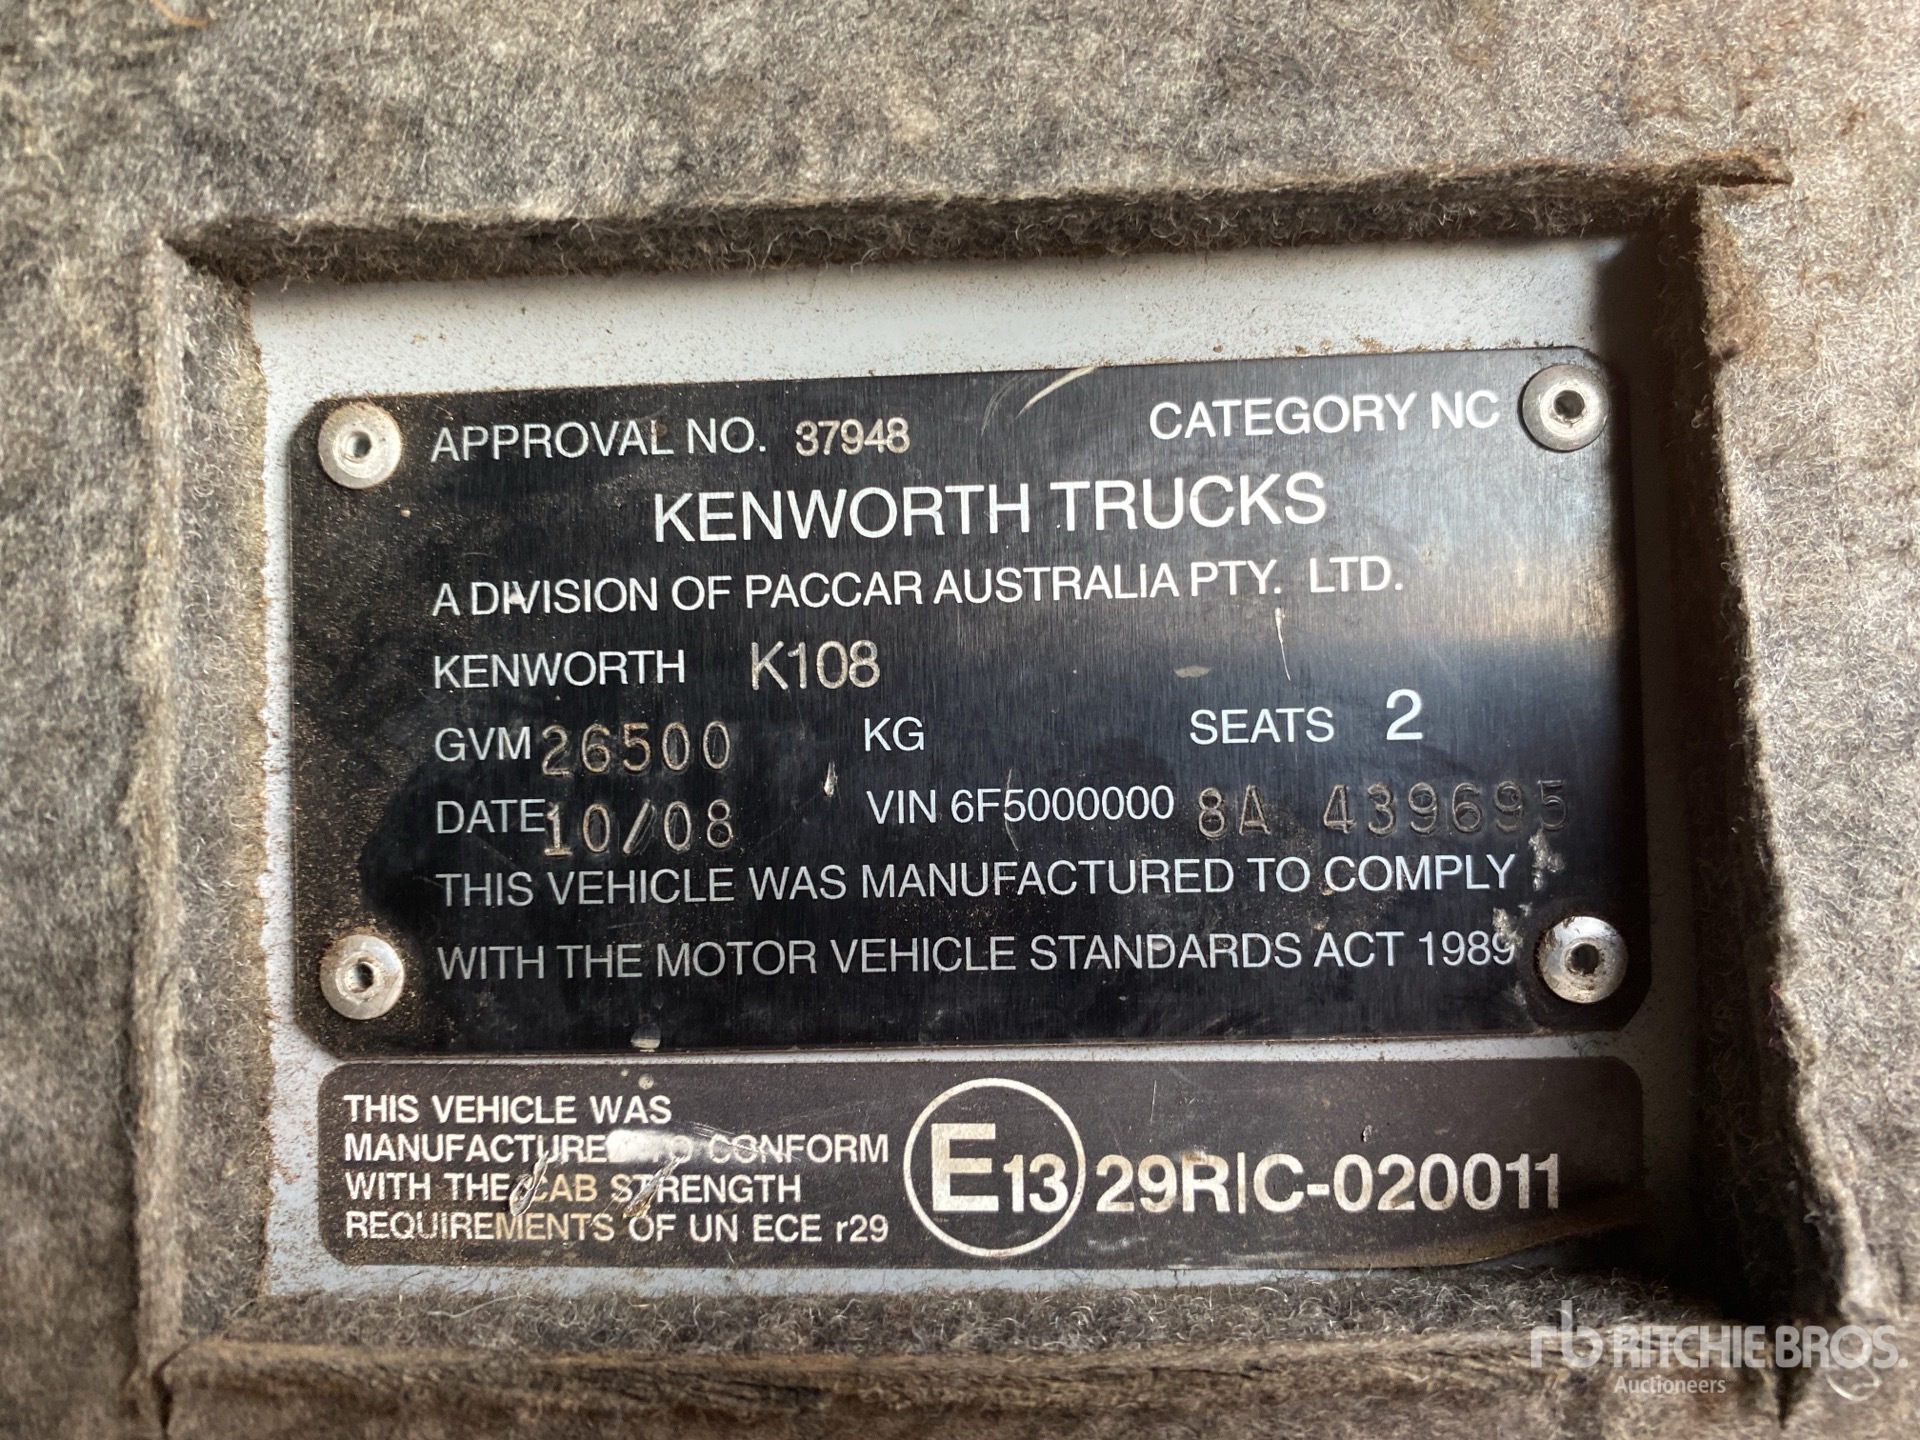 APPROVAL NO. 37948 CATEGORY NC
KENWORTH TRUCKS
A DIVISION OF PACCAR AUSTRALIA PTY. LTD.
KENWORTH K108
GVM 26500 KG SEATS 2
DATE 10/08 VIN 6F5000000 8A 439695
THIS VEHICLE WAS MANUFACTURED TO COMPLY
WITH THE MOTOR VEHICLE STANDARDS ACT 1989
THIS VEHICLE WAS
MANUFACTURED TO CONFORM
WITH THE CAB STRENGTH
REQUIREMENTS OF UN ECE r29
E13 29RIC-020011
rb RITCHIE BROS.
Auctioneers